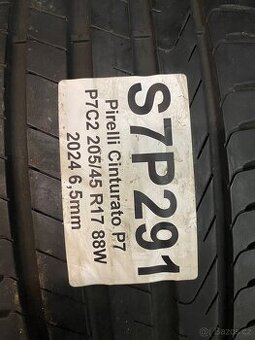 S7P291
Pirelli Cinturato P7
P7C2 205/45 R17 88W
2024 6,5mm